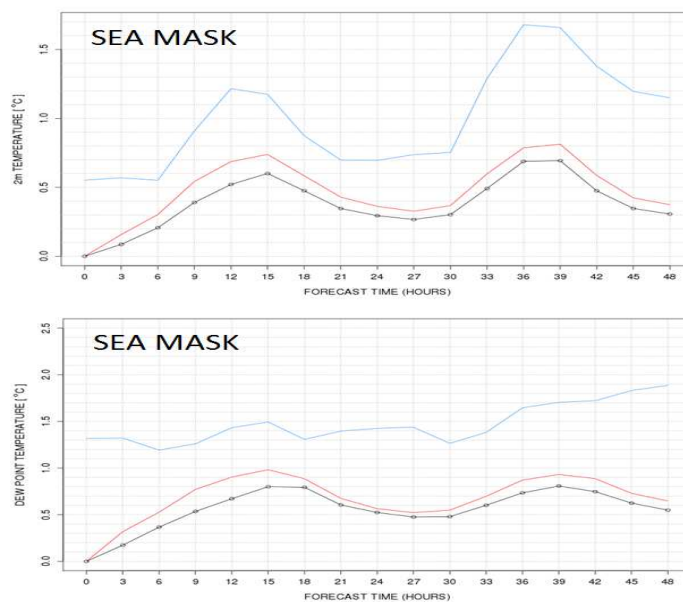 SEA MASK
2m TEMPERATURE [°C]
1.5
1.0
0.5
0.0
0 3 6 9 12 15 18 21 24 27 30 33 36 39 42 45 48
FORECAST TIME (HOURS)
SEA MASK
DEW POINT TEMPERATURE [°C]
2.5
2.0
1.5
1.0
0.5
0.0
0 3 6 9 12 15 18 21 24 27 30 33 36 39 42 45 48
FORECAST TIME (HOURS)